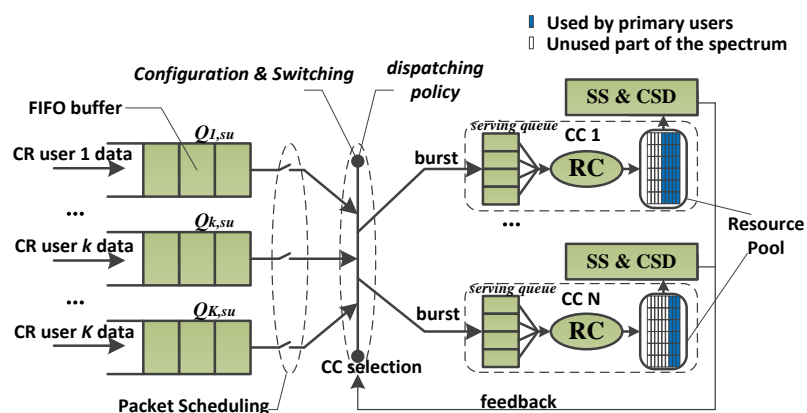 Used by primary users
Unused part of the spectrum
Configuration & Switching
dispatching
policy
SS & CSD
FIFO buffer
Q1,su
serving queue
CC 1
CR user 1 data
burst
RC
...
Qk,su
...
CR user k data
Resource
Pool
SS & CSD
...
QK,su
serving queue
CC N
CR user K data
burst
RC
CC selection
Packet Scheduling
feedback